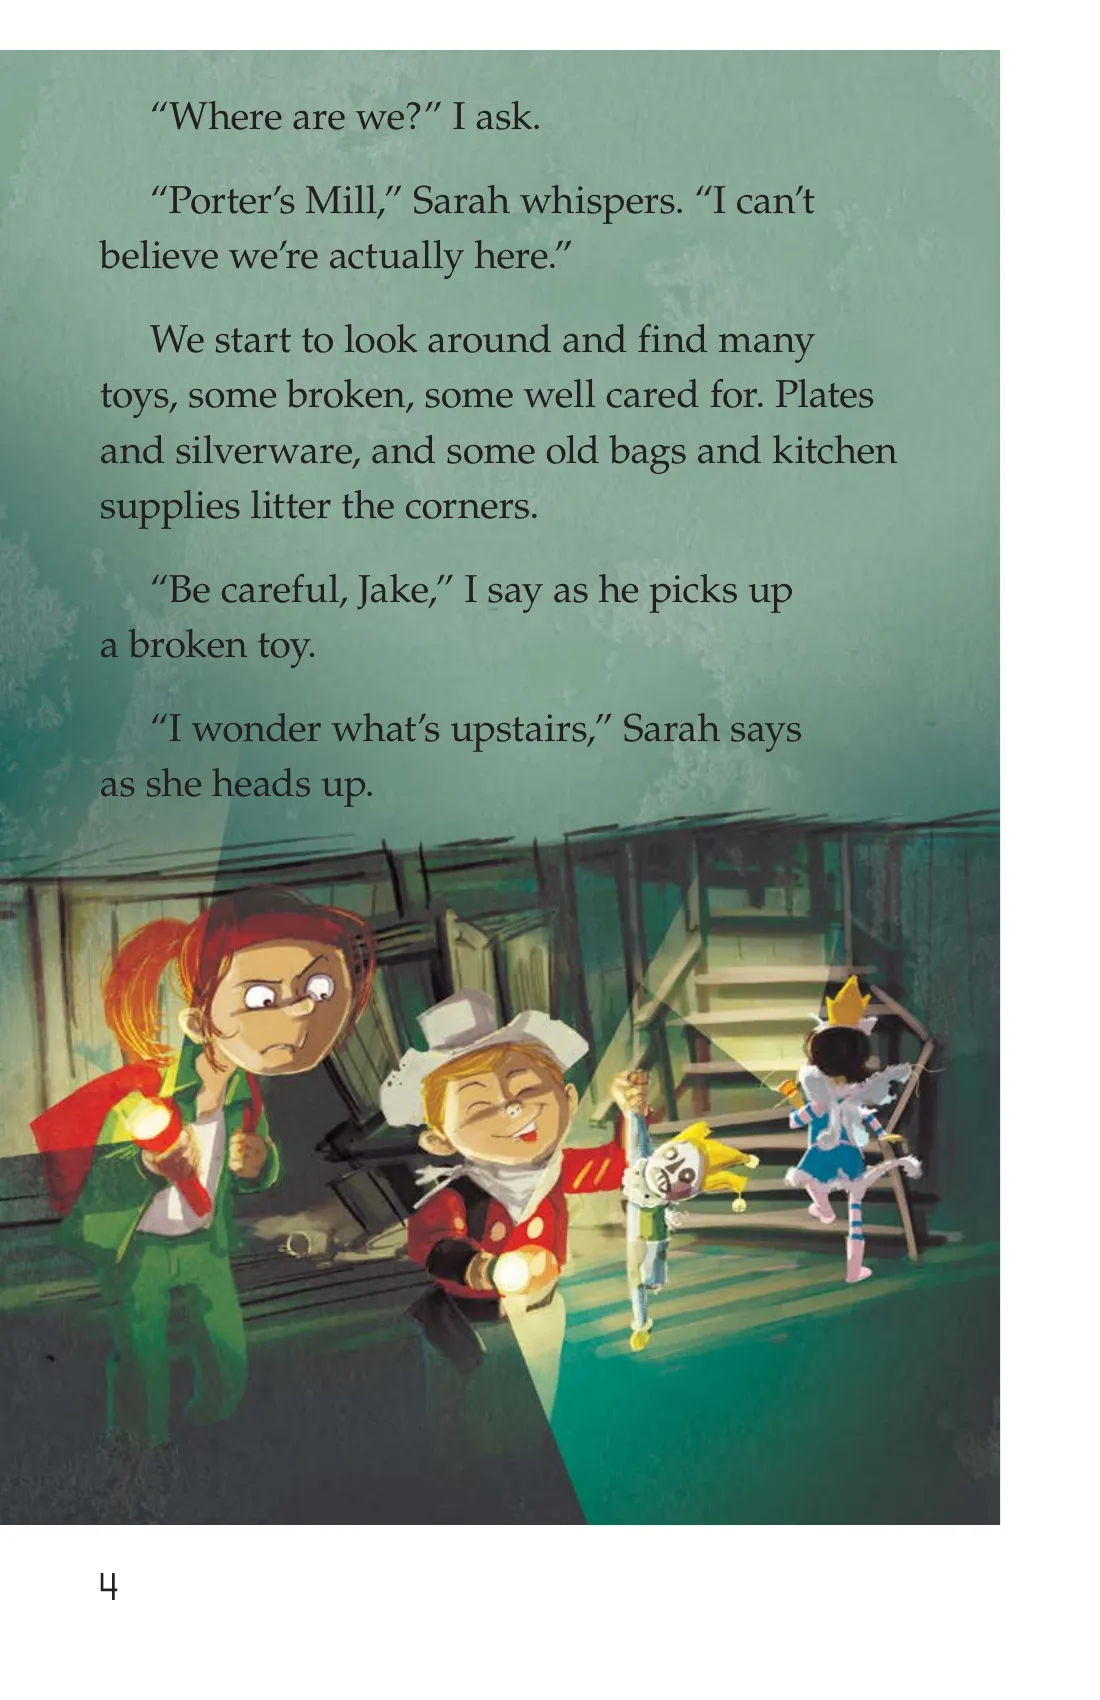 “Where are we?” I ask.
“Porter’s Mill,” Sarah whispers. “I can’t
believe we’re actually here.”
We start to look around and find many
toys, some broken, some well cared for. Plates
and silverware, and some old bags and kitchen
supplies litter the corners.
“Be careful, Jake,” I say as he picks up
a broken toy.
“I wonder what’s upstairs,” Sarah says
as she heads up.
4